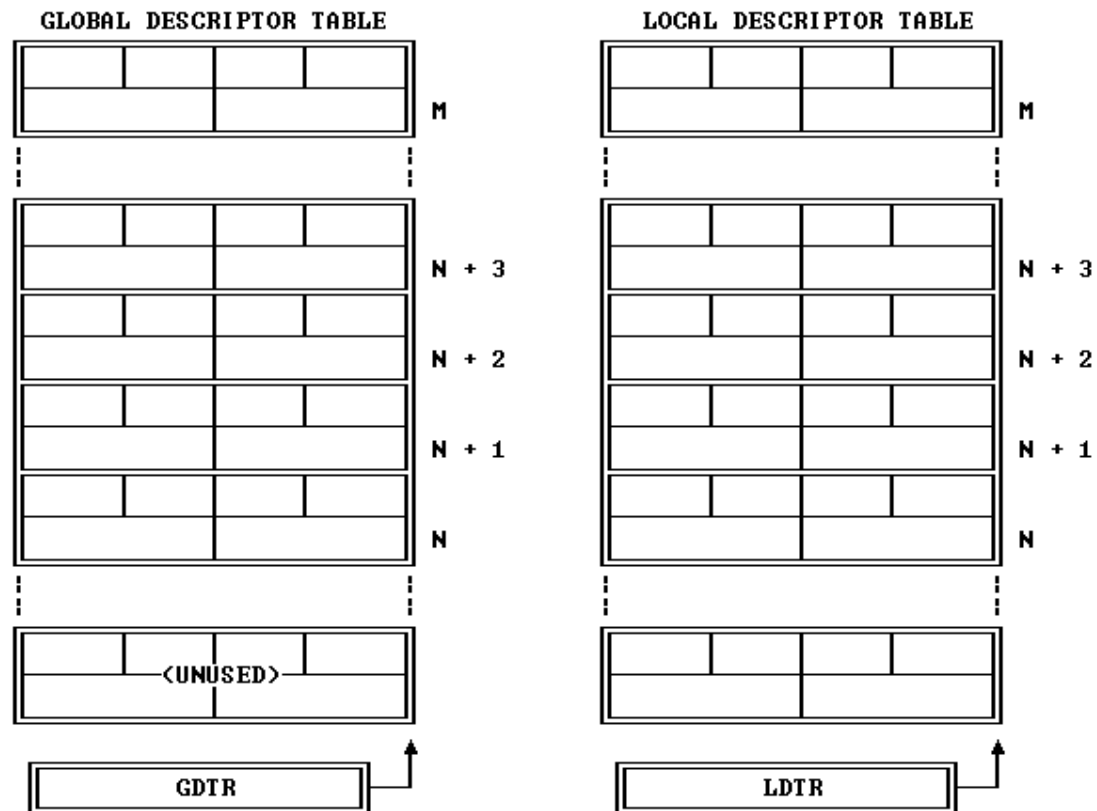 GLOBAL DESCRIPTOR TABLE
LOCAL DESCRIPTOR TABLE
M
M
N + 3
N + 3
N + 2
N + 2
N + 1
N + 1
N
N
<UNUSED>
GDTR
LDTR